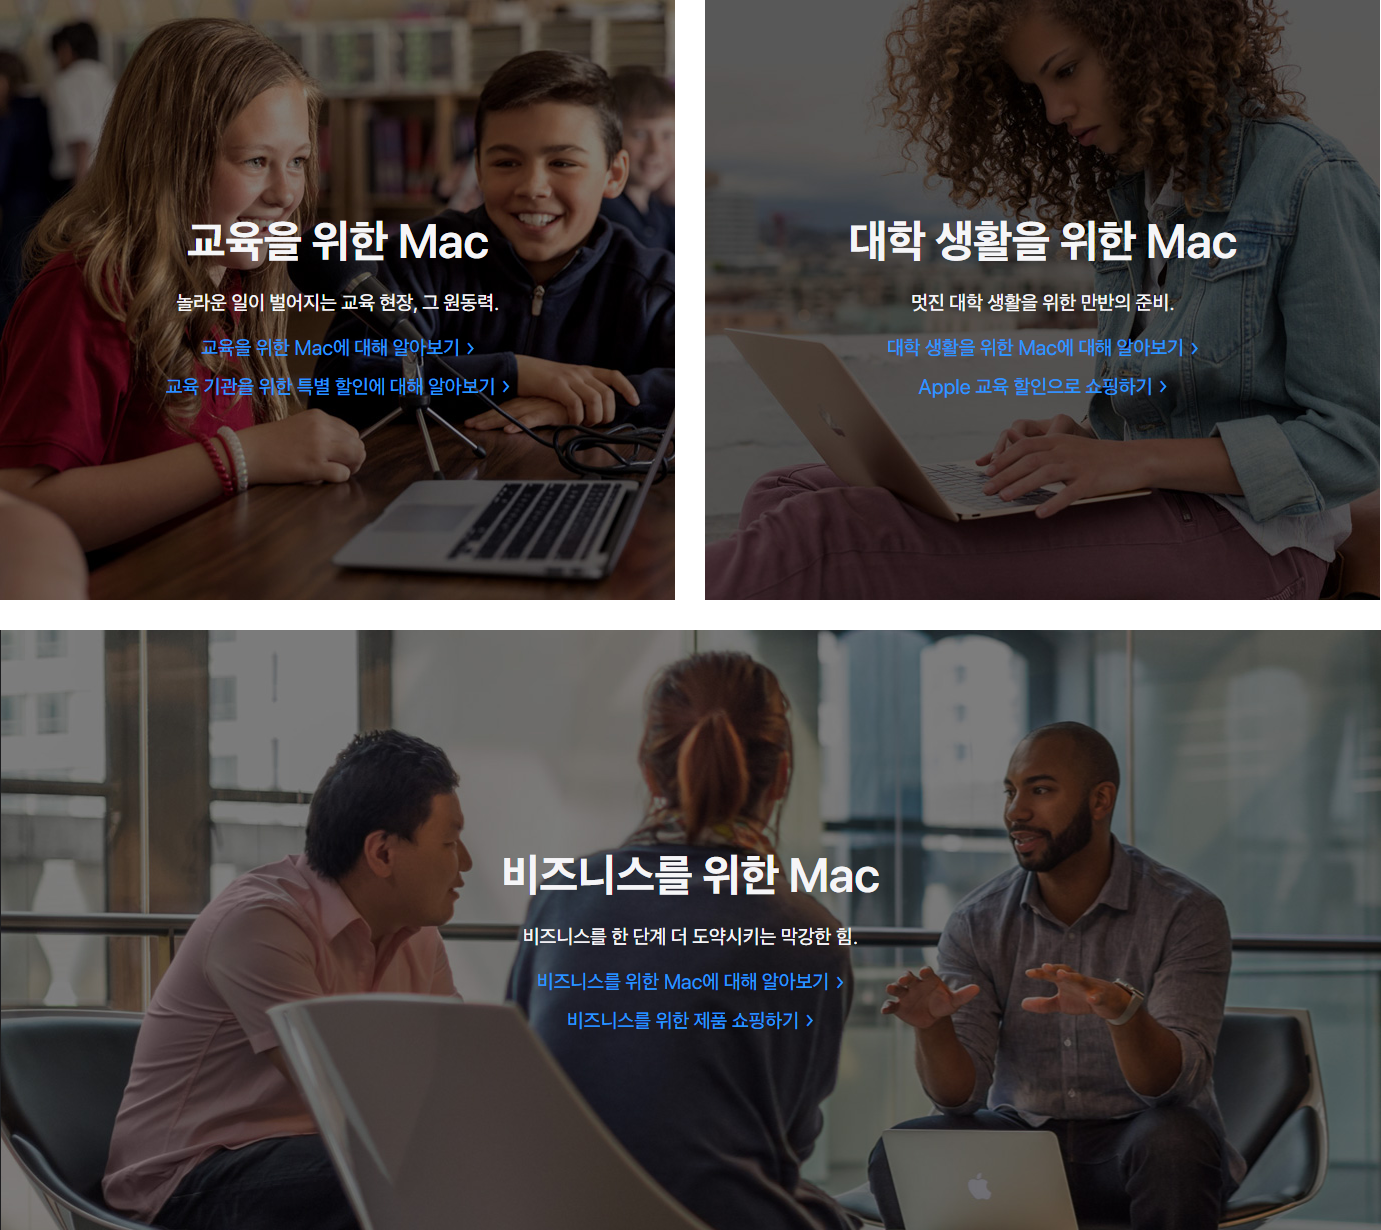 교육을 위한 Mac
놀라운 일이 벌어지는 교육 현장, 그 원동력.
교육을 위한 Mac에 대해 알아보기 >
교육 기관을 위한 특별 할인에 대해 알아보기 >
대학 생활을 위한 Mac
멋진 대학 생활을 위한 만반의 준비.
대학 생활을 위한 Mac에 대해 알아보기 >
Apple 교육 할인으로 쇼핑하기 >
비즈니스를 위한 Mac
비즈니스를 한 단계 더 도약시키는 막강한 힘.
비즈니스를 위한 Mac에 대해 알아보기 >
비즈니스를 위한 제품 쇼핑하기 >